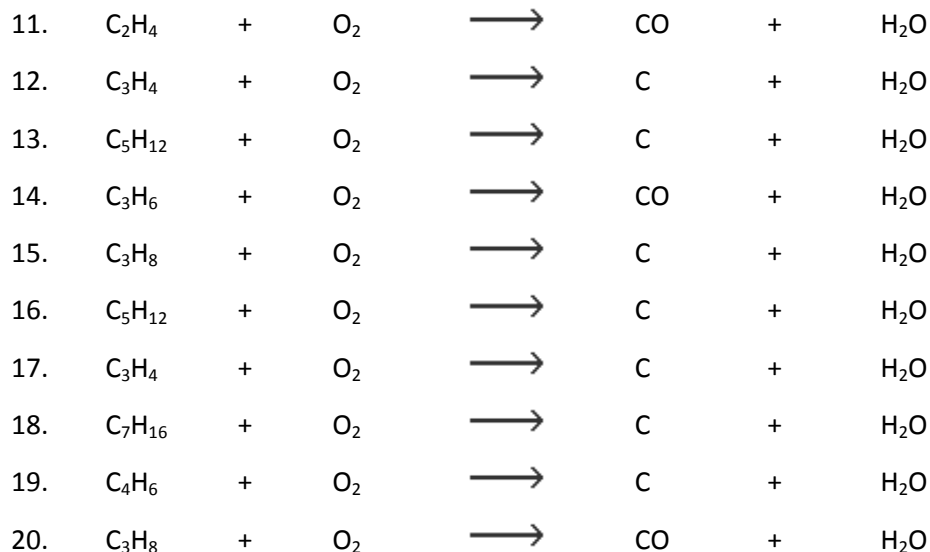 11. C₂H₄ + O₂ ⟶ CO + H₂O
12. C₃H₄ + O₂ ⟶ C + H₂O
13. C₅H₁₂ + O₂ ⟶ C + H₂O
14. C₃H₆ + O₂ ⟶ CO + H₂O
15. C₃H₈ + O₂ ⟶ C + H₂O
16. C₅H₁₂ + O₂ ⟶ C + H₂O
17. C₃H₄ + O₂ ⟶ C + H₂O
18. C₇H₁₆ + O₂ ⟶ C + H₂O
19. C₄H₆ + O₂ ⟶ C + H₂O
20. C₃H₈ + O₂ ⟶ CO + H₂O